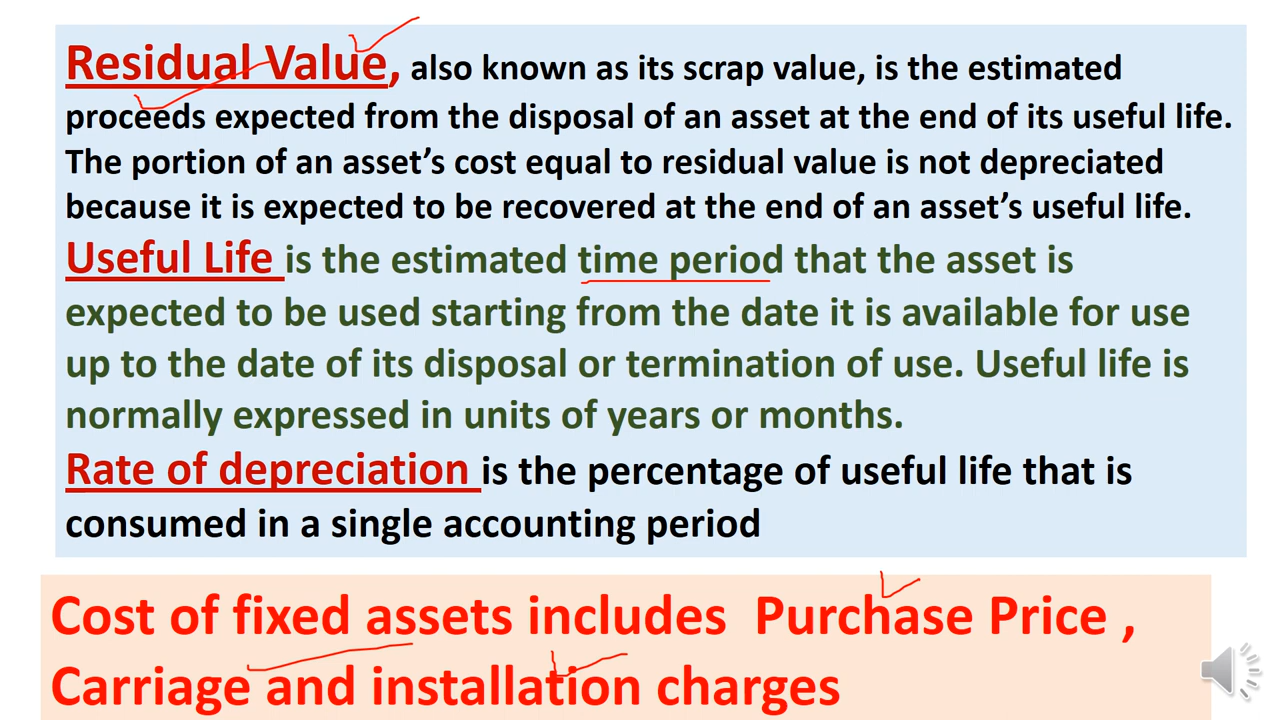 Residual Value, also known as its scrap value, is the estimated
proceeds expected from the disposal of an asset at the end of its useful life.
The portion of an asset’s cost equal to residual value is not depreciated
because it is expected to be recovered at the end of an asset’s useful life.
Useful Life is the estimated time period that the asset is
expected to be used starting from the date it is available for use
up to the date of its disposal or termination of use. Useful life is
normally expressed in units of years or months.
Rate of depreciation is the percentage of useful life that is
consumed in a single accounting period
Cost of fixed assets includes Purchase Price ,
Carriage and installation charges